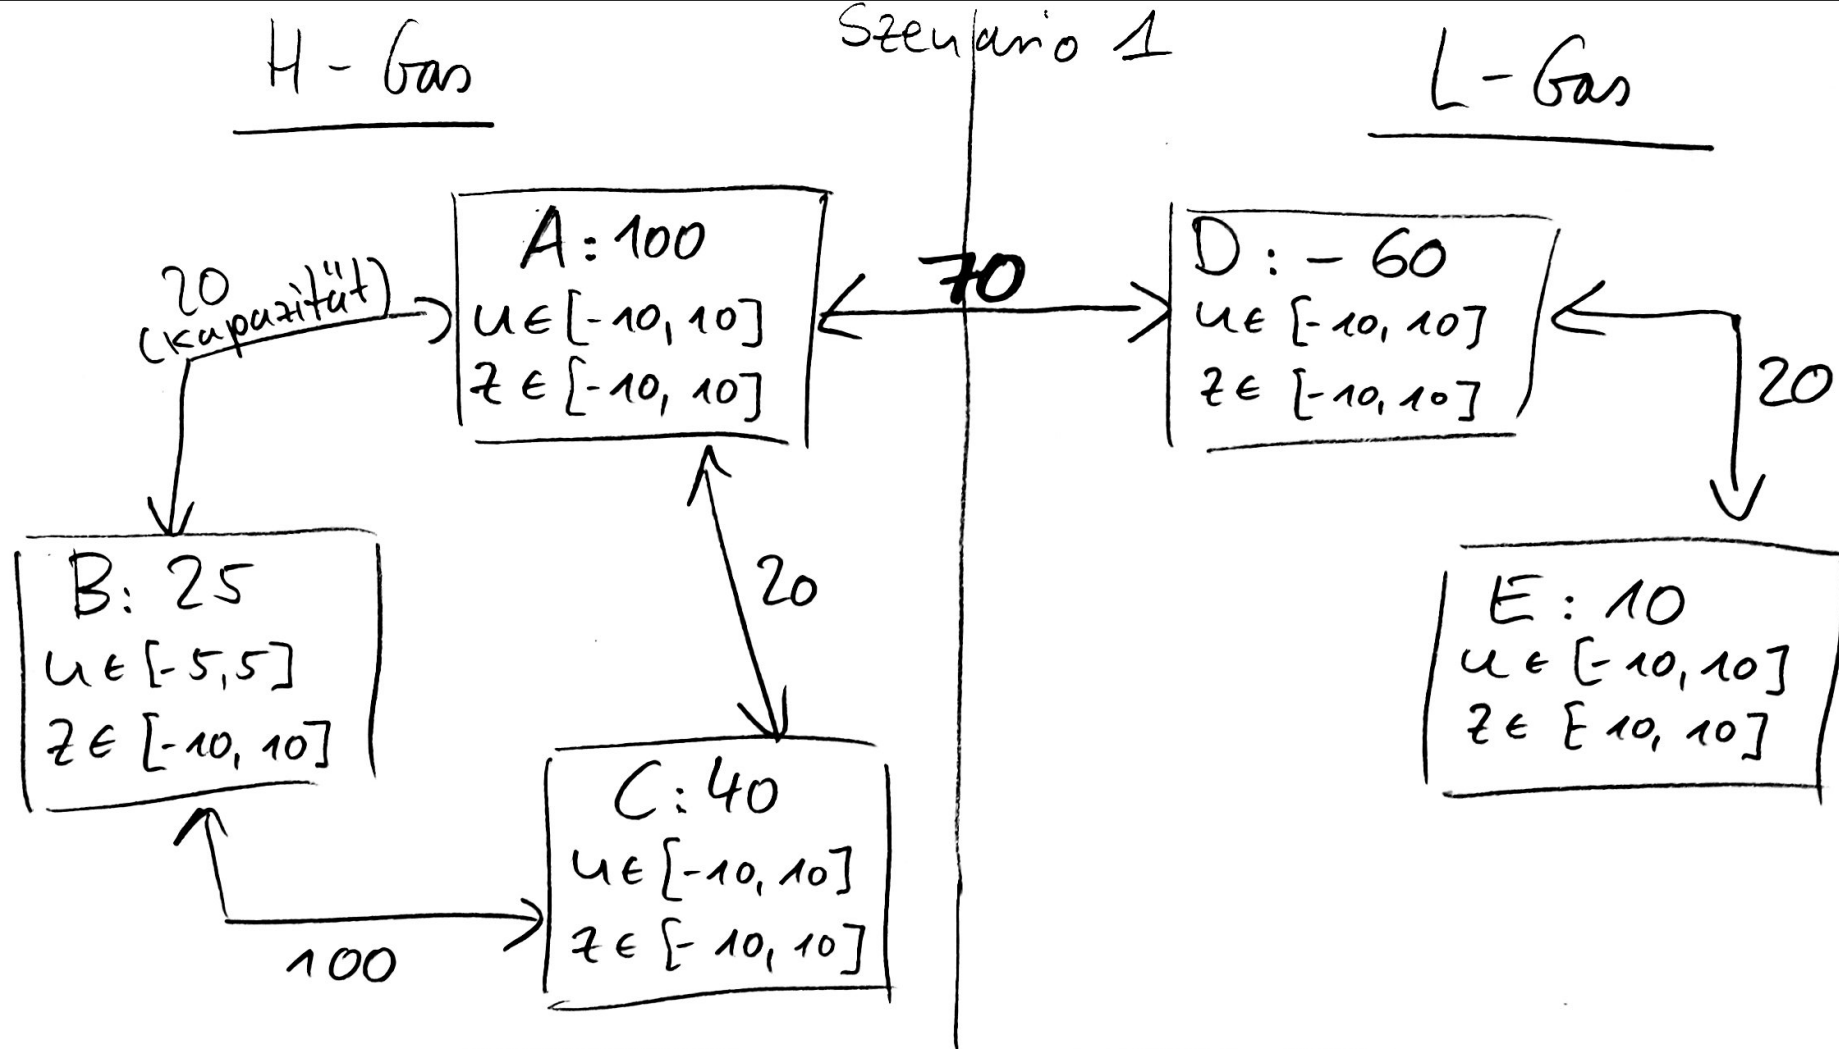 Szenario 1
H - Gas
L - Gas
20
(Kapazität)
A: 100
u ∈ [-10, 10]
z ∈ [-10, 10]
70
D : - 60
u ∈ [-10, 10]
z ∈ [-10, 10]
20
B: 25
u ∈ [-5,5]
z ∈ [-10, 10]
20
E : 10
u ∈ [-10, 10]
z ∈ [-10, 10]
C: 40
u ∈ [-10, 10]
z ∈ [-10, 10]
100